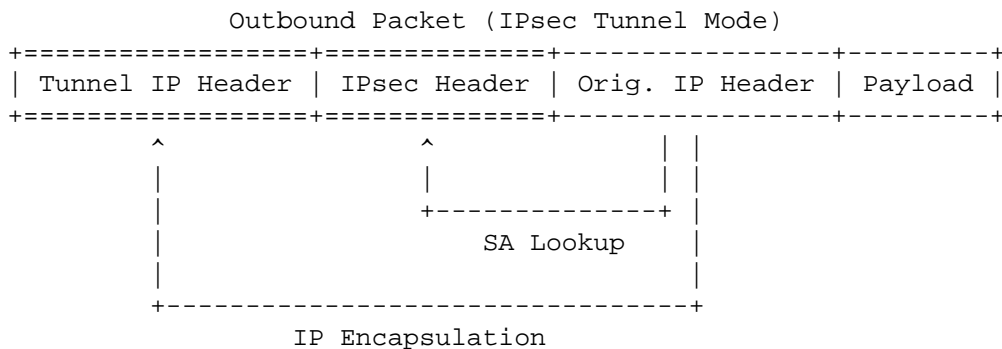 Outbound Packet (IPsec Tunnel Mode)
Tunnel IP Header | IPsec Header | Orig. IP Header | Payload
SA Lookup
IP Encapsulation